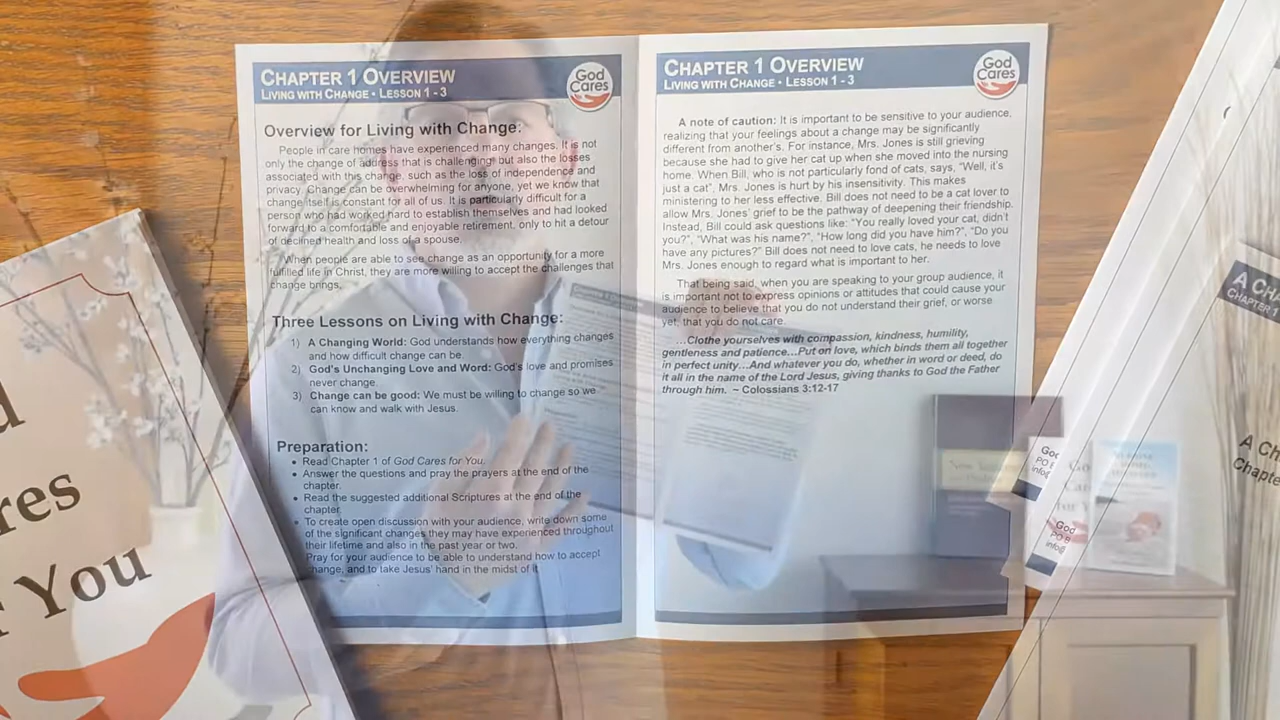 CHAPTER 1 OVERVIEW
LIVING WITH CHANGE • LESSON 1 - 3
God
Cares
Overview for Living with Change:
People in care homes have experienced many changes. It is not
only the change of address that is challenging but also the losses
associated with this change, such as the loss of independence and
privacy. Change can be overwhelming for anyone, yet we know that
change itself is constant for all of us. It is particularly difficult for a
person who had worked hard to establish themselves and had looked
forward to a comfortable and enjoyable retirement, only to hit a detour
of declined health and loss of a spouse.
When people are able to see change as an opportunity for a more
fulfilled life in Christ, they are more willing to accept the challenges that
change brings.
Three Lessons on Living with Change:
1) A Changing World: God understands how everything changes
and how difficult change can be.
2) God's Unchanging Love and Word: God's love and promises
never change.
3) Change can be good: We must be willing to change so we
can know and walk with Jesus.
Preparation:
• Read Chapter 1 of God Cares for You.
• Answer the questions and pray the prayers at the end of the
chapter.
• Read the suggested additional Scriptures at the end of the
chapter.
• To create open discussion with your audience, write down some
of the significant changes they may have experienced throughout
their lifetime and also in the past year or two.
Pray for your audience to be able to understand how to accept
change, and to take Jesus' hand in the midst of it.
CHAPTER 1 OVERVIEW
LIVING WITH CHANGE • LESSON 1 - 3
God
Cares
A note of caution: It is important to be sensitive to your audience,
realizing that your feelings about a change may be significantly
different from another's. For instance, Mrs. Jones is still grieving
because she had to give her cat up when she moved into the nursing
home. When Bill, who is not particularly fond of cats, says, "Well, it's
just a cat". Mrs. Jones is hurt by his insensitivity. This makes
ministering to her less effective. Bill does not need to be a cat lover to
allow Mrs. Jones' grief to be the pathway of deepening their friendship.
Instead, Bill could ask questions like: "You really loved your cat, didn't
you?", "What was his name?", "How long did you have him?", "Do you
have any pictures?" Bill does not need to love cats, he needs to love
Mrs. Jones enough to regard what is important to her.
That being said, when you are speaking to your group audience, it
is important not to express opinions or attitudes that could cause your
audience to believe that you do not understand their grief, or worse
yet, that you do not care.
…Clothe yourselves with compassion, kindness, humility,
gentleness and patience…Put on love, which binds them all together
in perfect unity…And whatever you do, whether in word or deed, do
it all in the name of the Lord Jesus, giving thanks to God the Father
through him. ~ Colossians 3:12-17
d
res
You
A CHA
CHAPTER 1
A Ch
Chapte
God
PO B
info@
God
PO B
info@